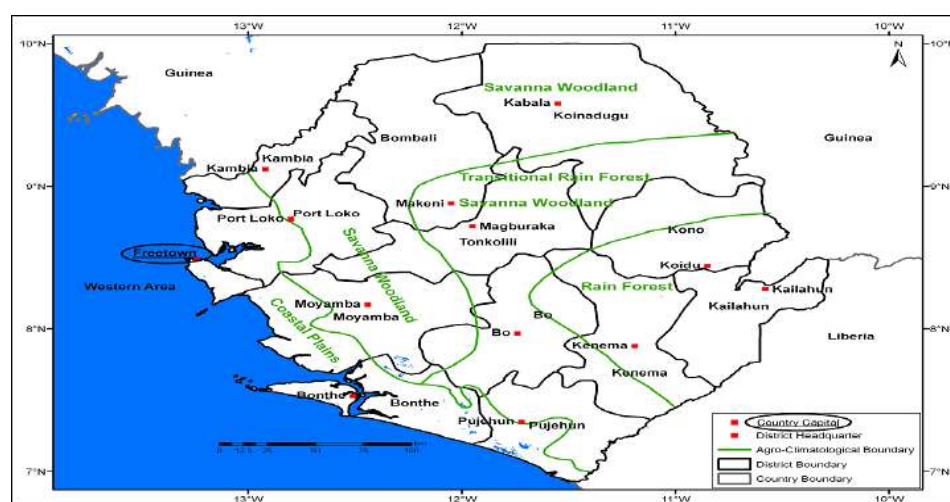 13°W 12°W 11°W 10°W
10°N 10°N
N
Guinea
Savanna Woodland
Kabala
Koinadugu
Bombali
Guinea
Kambia
Kambia
9°N 9°N
Transitional Rain Forest
Makeni Savanna Woodland
Port Loko Port Loko
Magburaka
Tonkolili
Kono
Savanna Woodland
Freetown
Koidu
Western Area
Rain Forest
Kailahun
Kailahun
Moyamba
Moyamba
Coastal Plains
Bo
Bo
Liberia
8°N 8°N
Kenema
Kenema
Bonthe Bonthe
Pujehun Pujehun
Country Capital
District Headquarter
Agro-Climatological Boundary
District Boundary
Country Boundary
7°N 7°N
13°W 12°W 11°W 10°W